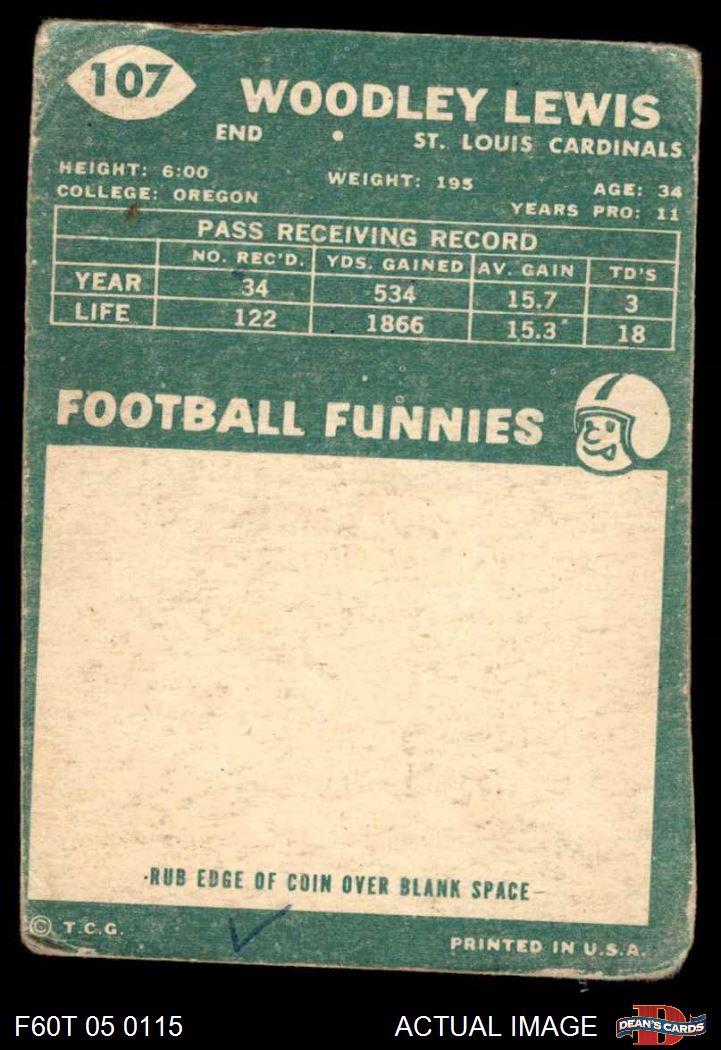 107
WOODLEY LEWIS
END • ST. LOUIS CARDINALS
HEIGHT: 6:00 WEIGHT: 195 AGE: 34
COLLEGE: OREGON YEARS PRO: 11
PASS RECEIVING RECORD
NO. REC'D. YDS. GAINED AV. GAIN TD'S
YEAR 34 534 15.7 3
LIFE 122 1866 15.3 18
FOOTBALL FUNNIES
RUB EDGE OF COIN OVER BLANK SPACE
© T.C.G.
PRINTED IN U.S.A.
F60T 05 0115 ACTUAL IMAGE DEAN'S CARDS